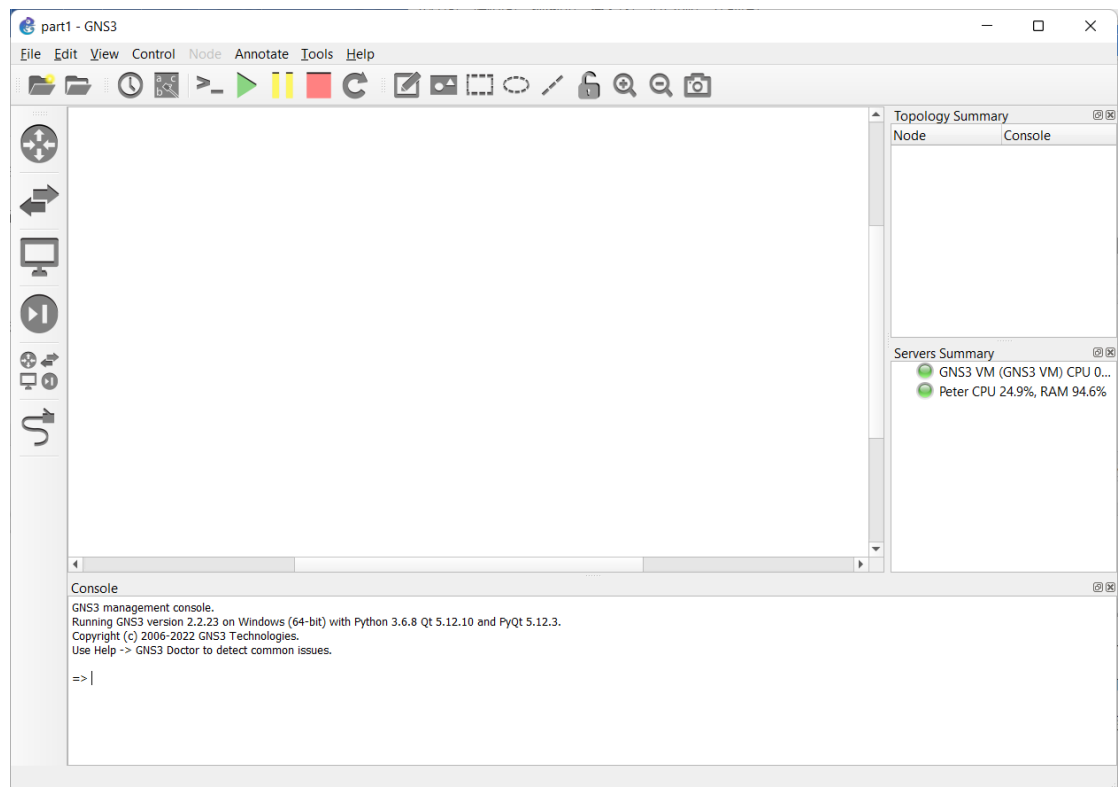 part1 - GNS3
File Edit View Control Node Annotate Tools Help
Topology Summary
Node Console
Servers Summary
GNS3 VM (GNS3 VM) CPU 0...
Peter CPU 24.9%, RAM 94.6%
Console
GNS3 management console.
Running GNS3 version 2.2.23 on Windows (64-bit) with Python 3.6.8 Qt 5.12.10 and PyQt 5.12.3.
Copyright (c) 2006-2022 GNS3 Technologies.
Use Help -> GNS3 Doctor to detect common issues.
=>